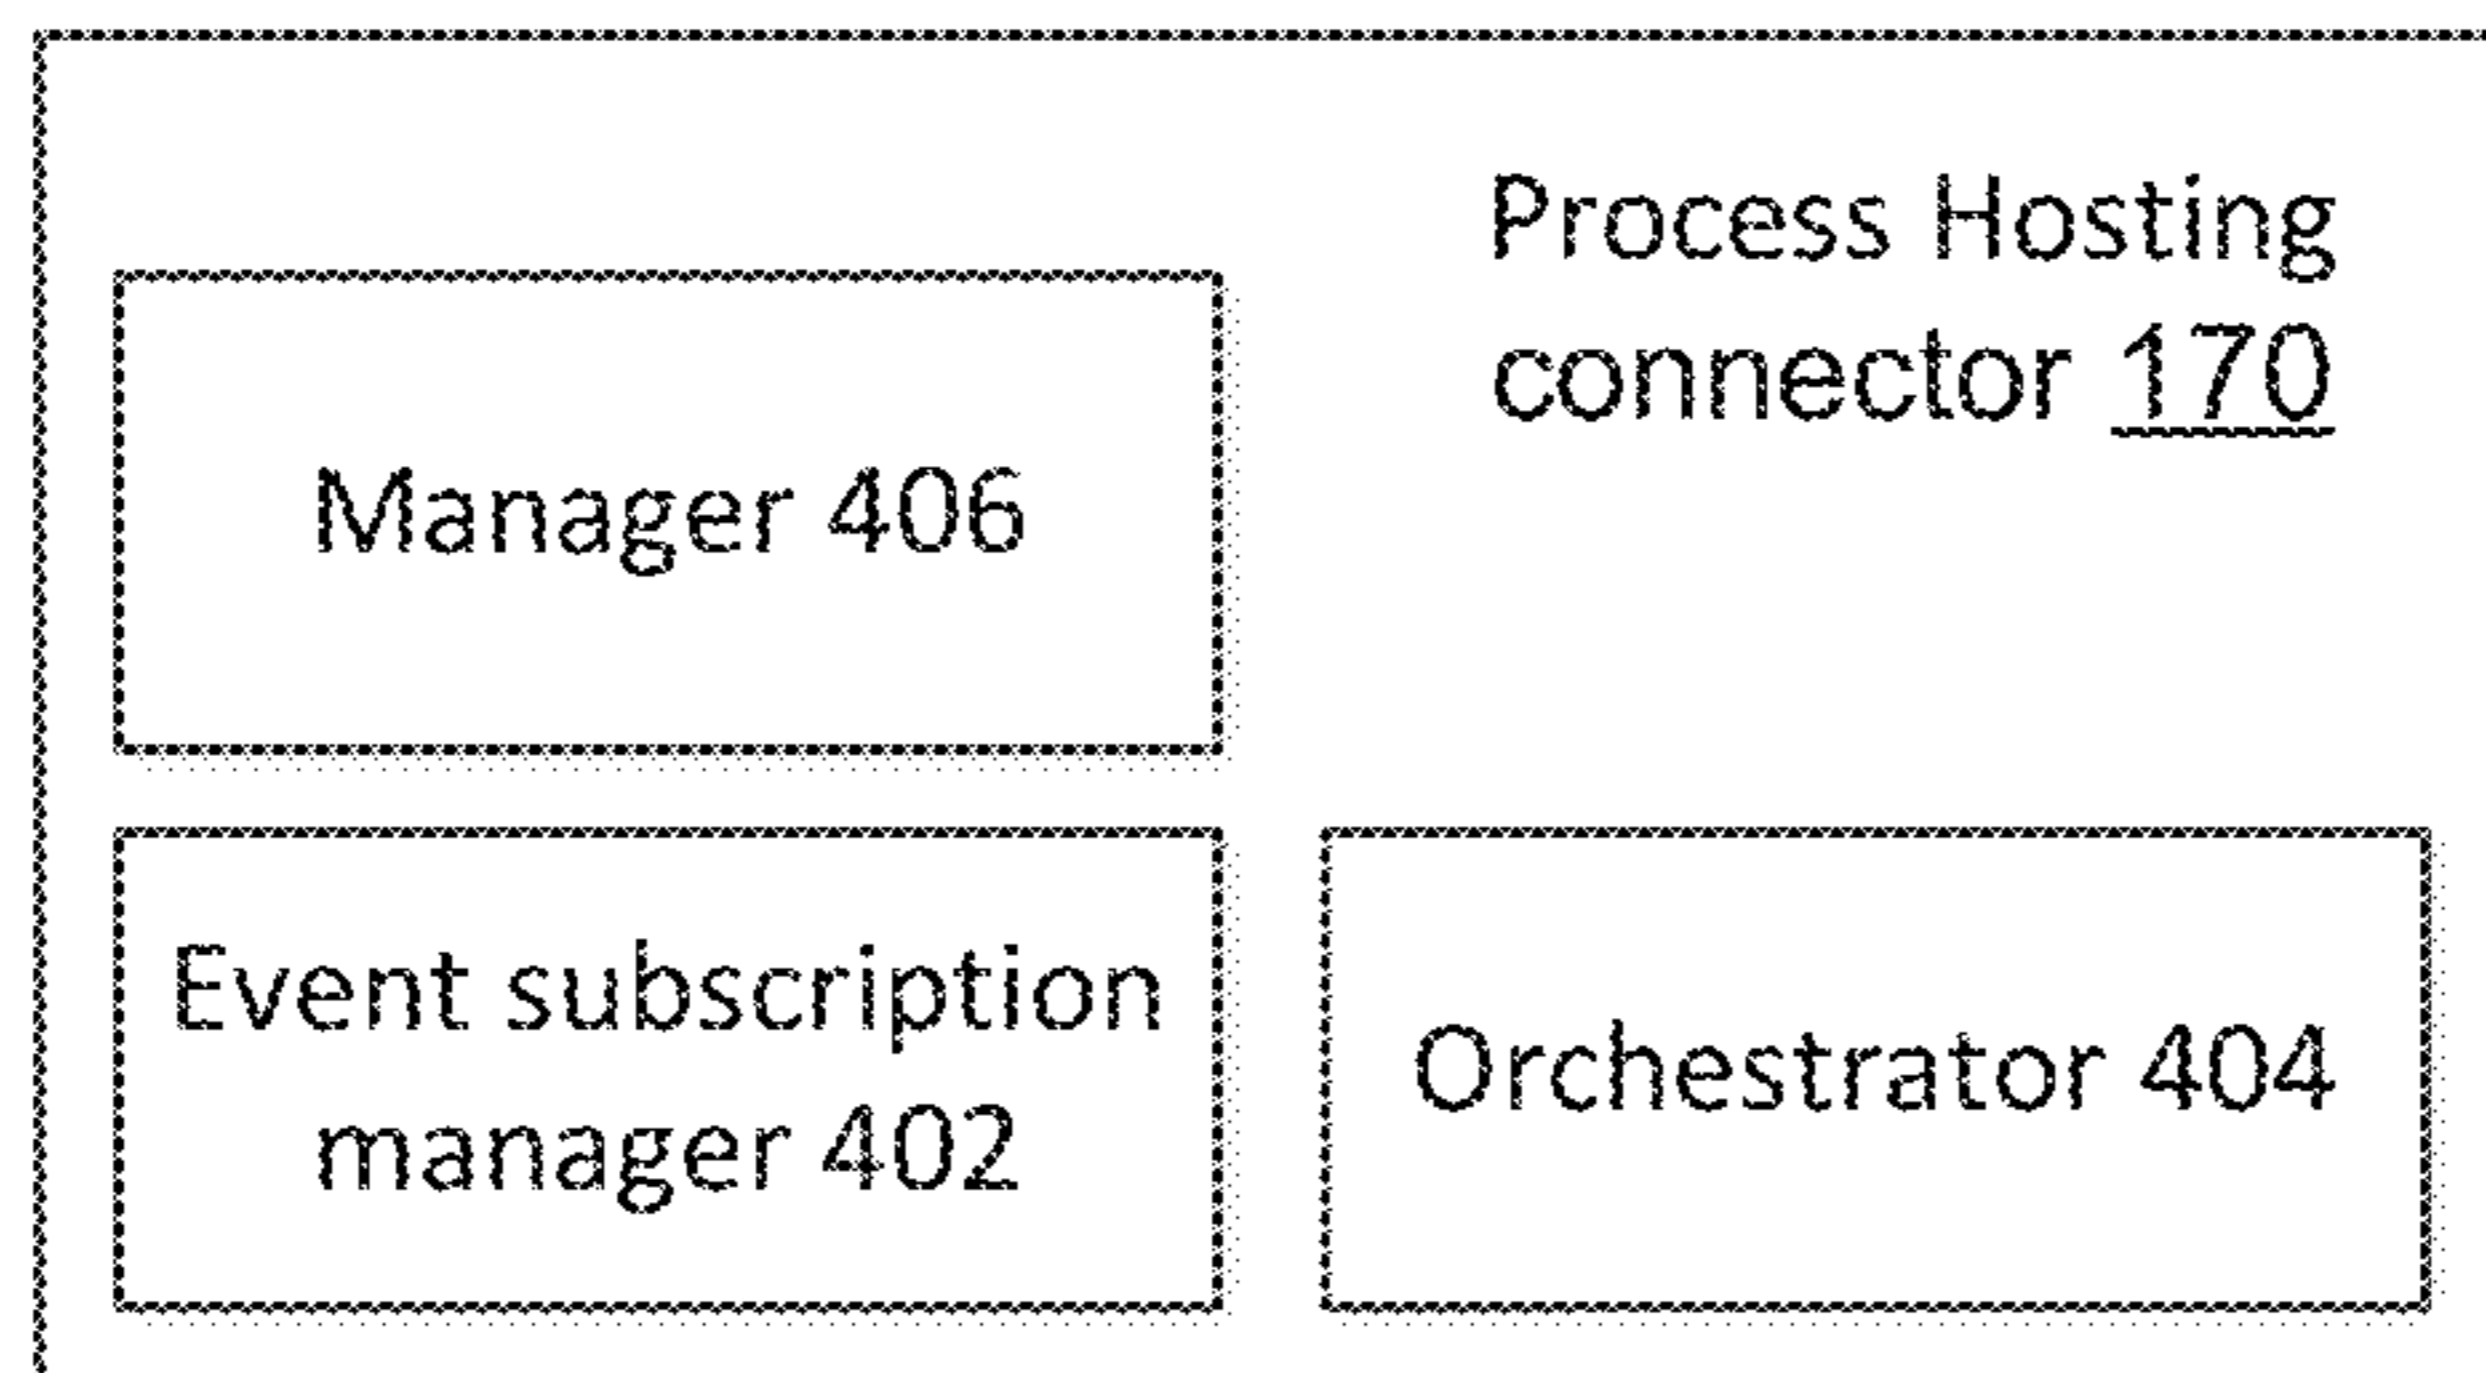 Process Hosting
connector 170
Manager 406
Event subscription
manager 402
Orchestrator 404